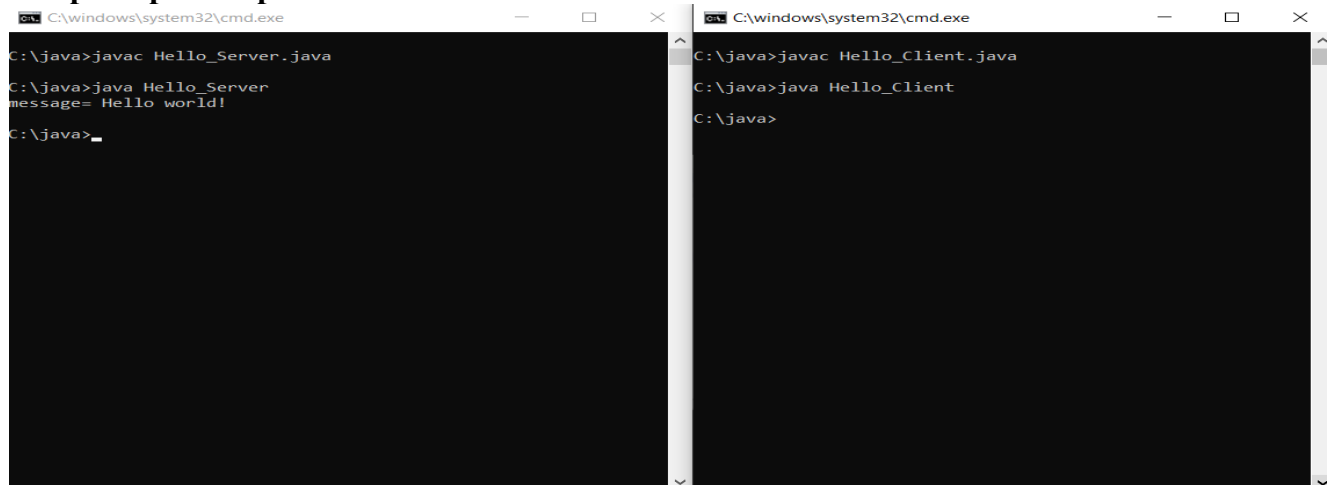 C:\windows\system32\cmd.exe
C:\java>javac Hello_Server.java
C:\java>java Hello_Server
message= Hello world!
C:\java>
C:\windows\system32\cmd.exe
C:\java>javac Hello_Client.java
C:\java>java Hello_Client
C:\java>